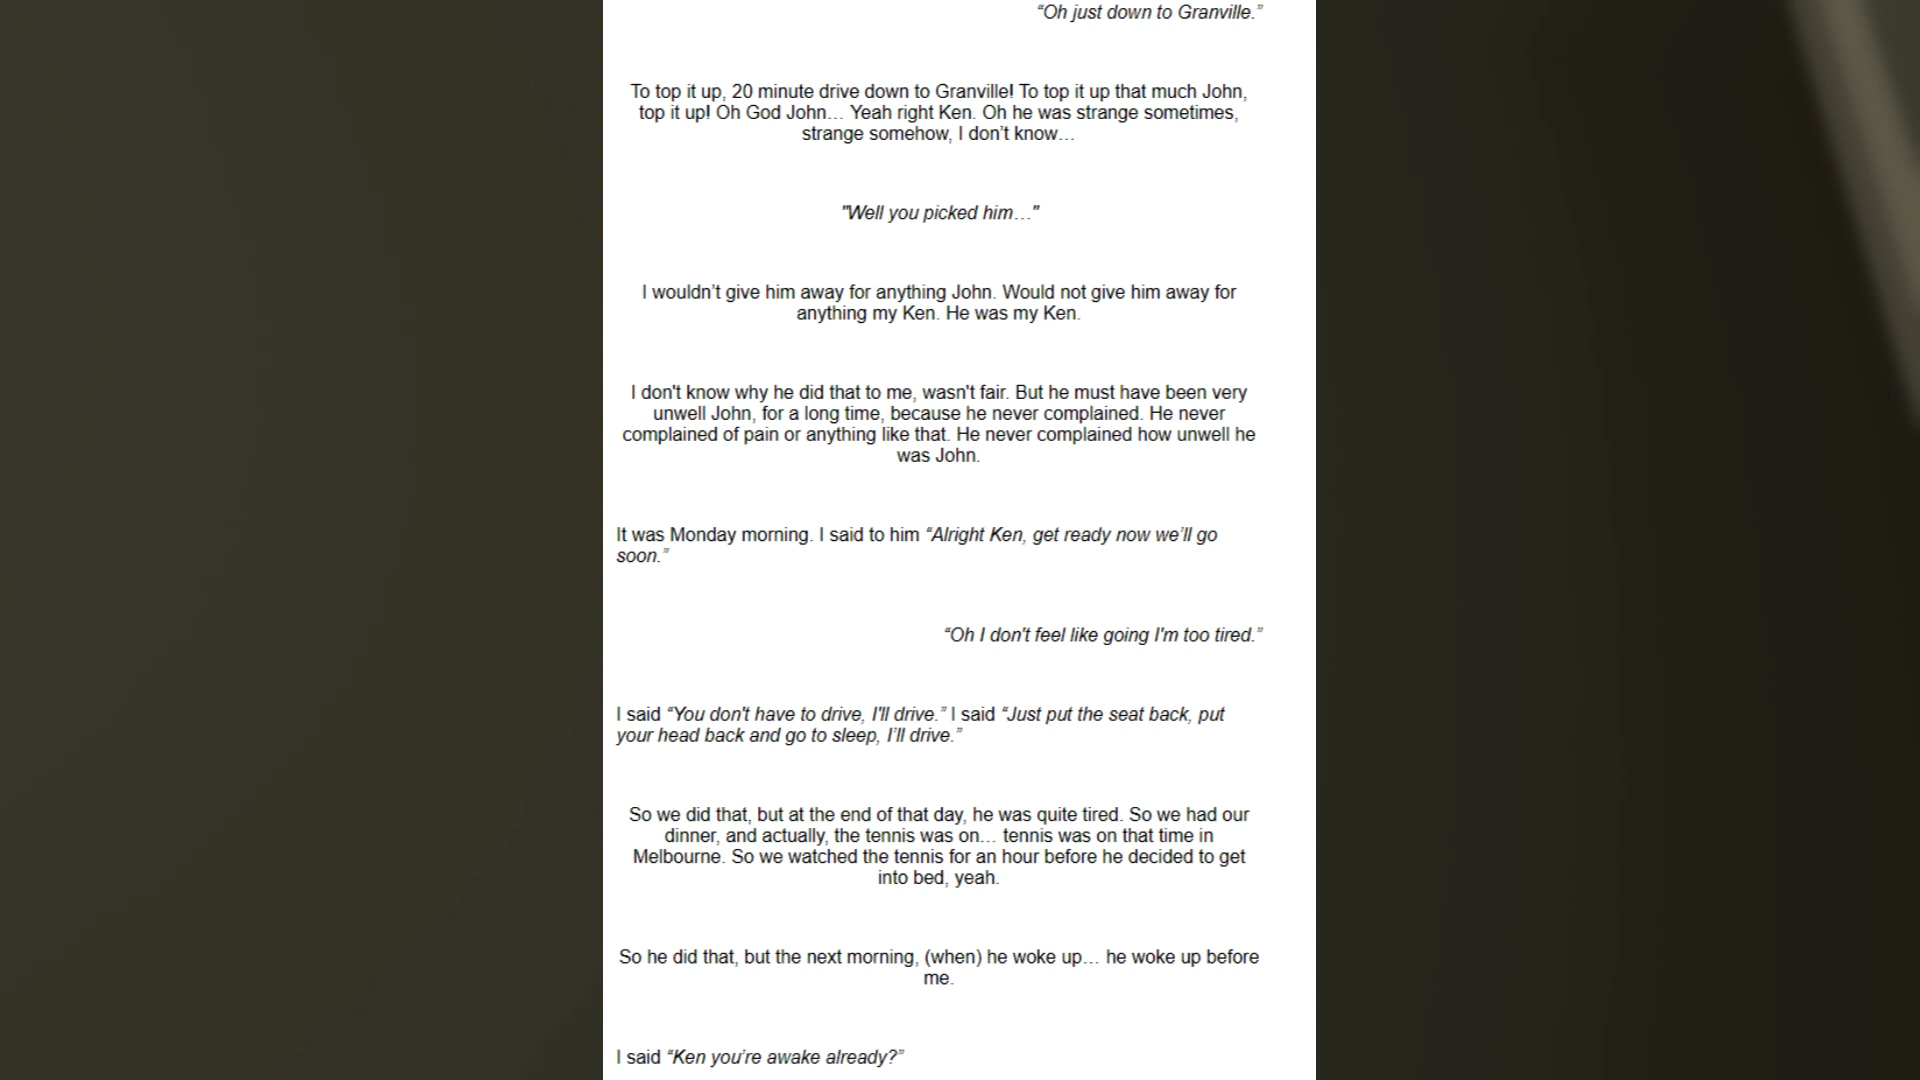 “Oh just down to Granville.”
To top it up, 20 minute drive down to Granville! To top it up that much John,
top it up! Oh God John… Yeah right Ken. Oh he was strange sometimes,
strange somehow, I don’t know…
"Well you picked him…"
I wouldn’t give him away for anything John. Would not give him away for
anything my Ken. He was my Ken.
I don't know why he did that to me, wasn't fair. But he must have been very
unwell John, for a long time, because he never complained. He never
complained of pain or anything like that. He never complained how unwell he
was John.
It was Monday morning. I said to him “Alright Ken, get ready now we’ll go
soon.”
“Oh I don't feel like going I'm too tired.”
I said “You don't have to drive, I'll drive.” I said “Just put the seat back, put
your head back and go to sleep, I’ll drive.”
So we did that, but at the end of that day, he was quite tired. So we had our
dinner, and actually, the tennis was on… tennis was on that time in
Melbourne. So we watched the tennis for an hour before he decided to get
into bed, yeah.
So he did that, but the next morning, (when) he woke up… he woke up before
me.
I said “Ken you’re awake already?”